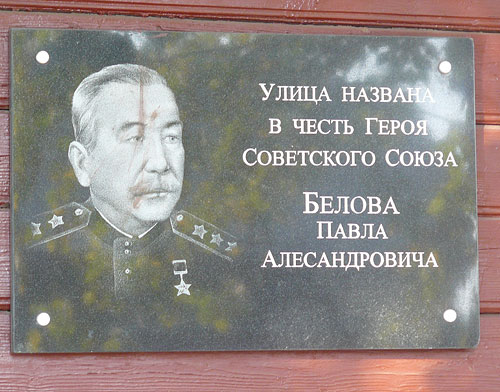 Улица названа
в честь Героя
Советского Союза
Белова
Павла
Алесандровича